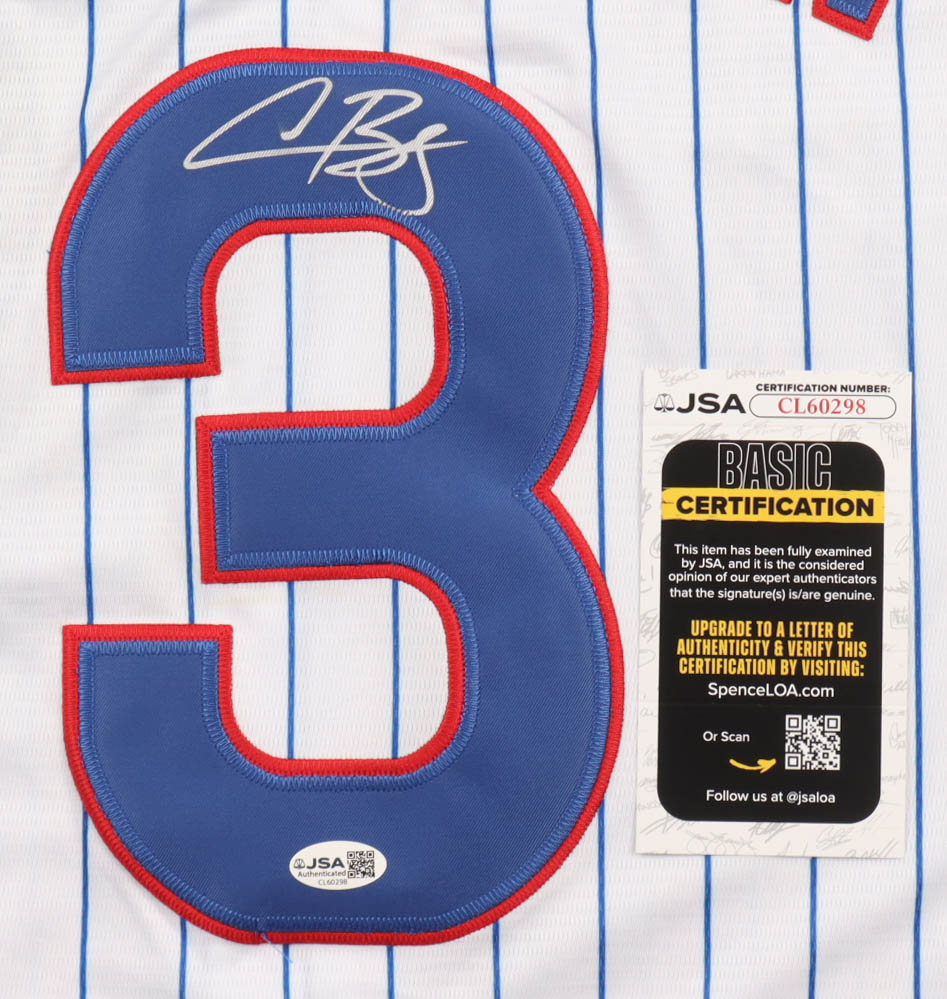 3
JSA
CERTIFICATION NUMBER:
CL60298
BASIC
CERTIFICATION
This item has been fully examined
by JSA, and it is the considered
opinion of our expert authenticators
that the signature(s) is/are genuine.
UPGRADE TO A LETTER OF
AUTHENTICITY & VERIFY THIS
CERTIFICATION BY VISITING:
SpenceLOA.com
Or Scan
Follow us at @jsaloa
JSA
Authenticated
CL60298